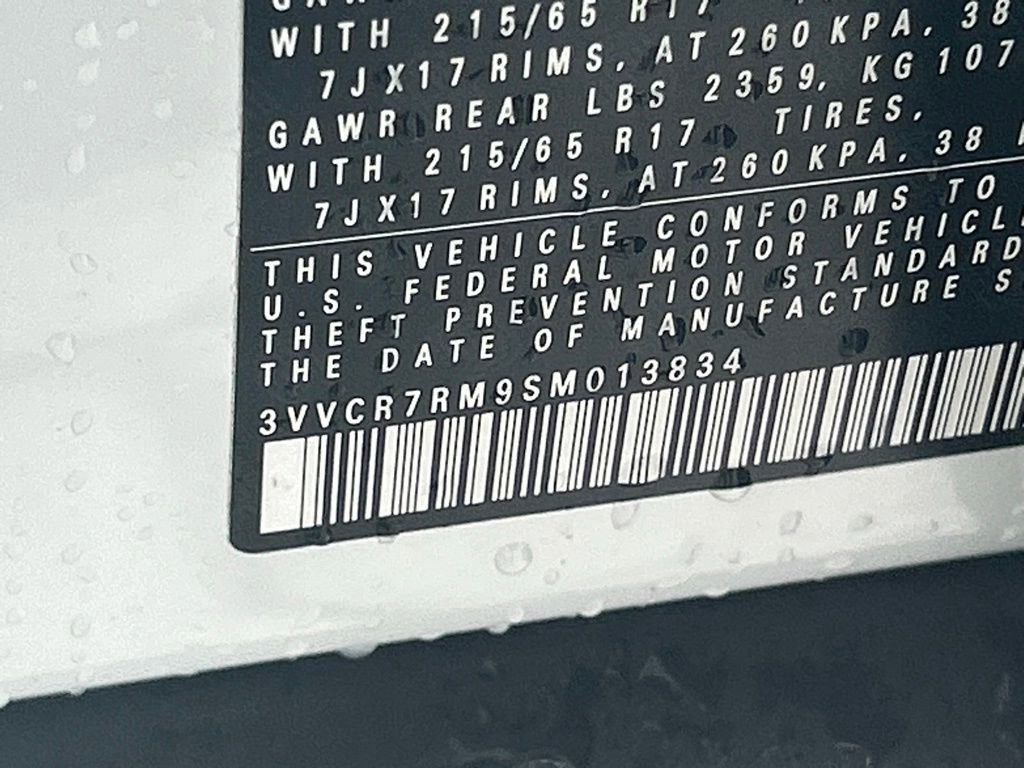 WITH 215/65 R17
7JX17 RIMS, AT 260 KPA, 38
GAWR REAR LBS 2359, KG 107
WITH 215/65 R17 TIRES,
7JX17 RIMS, AT 260 KPA, 38
THIS VEHICLE CONFORMS TO
U.S. FEDERAL MOTOR VEHICL
THEFT PREVENTION STANDARD
THE DATE OF MANUFACTURE S
3VVCR7RM9SM013834